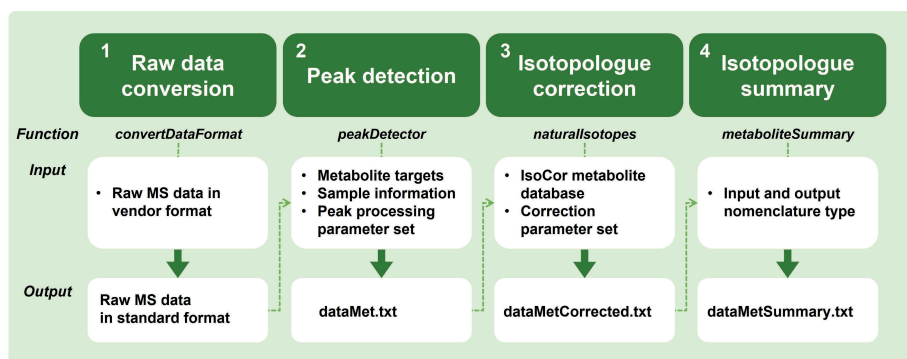 1
Raw data
conversion
2
Peak detection
3
Isotopologue
correction
4
Isotopologue
summary
Function
convertDataFormat
peakDetector
naturalIsotopes
metaboliteSummary
Input
• Raw MS data in
vendor format
• Metabolite targets
• Sample information
• Peak processing
parameter set
• IsoCor metabolite
database
• Correction
parameter set
• Input and output
nomenclature type
Output
Raw MS data
in standard format
dataMet.txt
dataMetCorrected.txt
dataMetSummary.txt